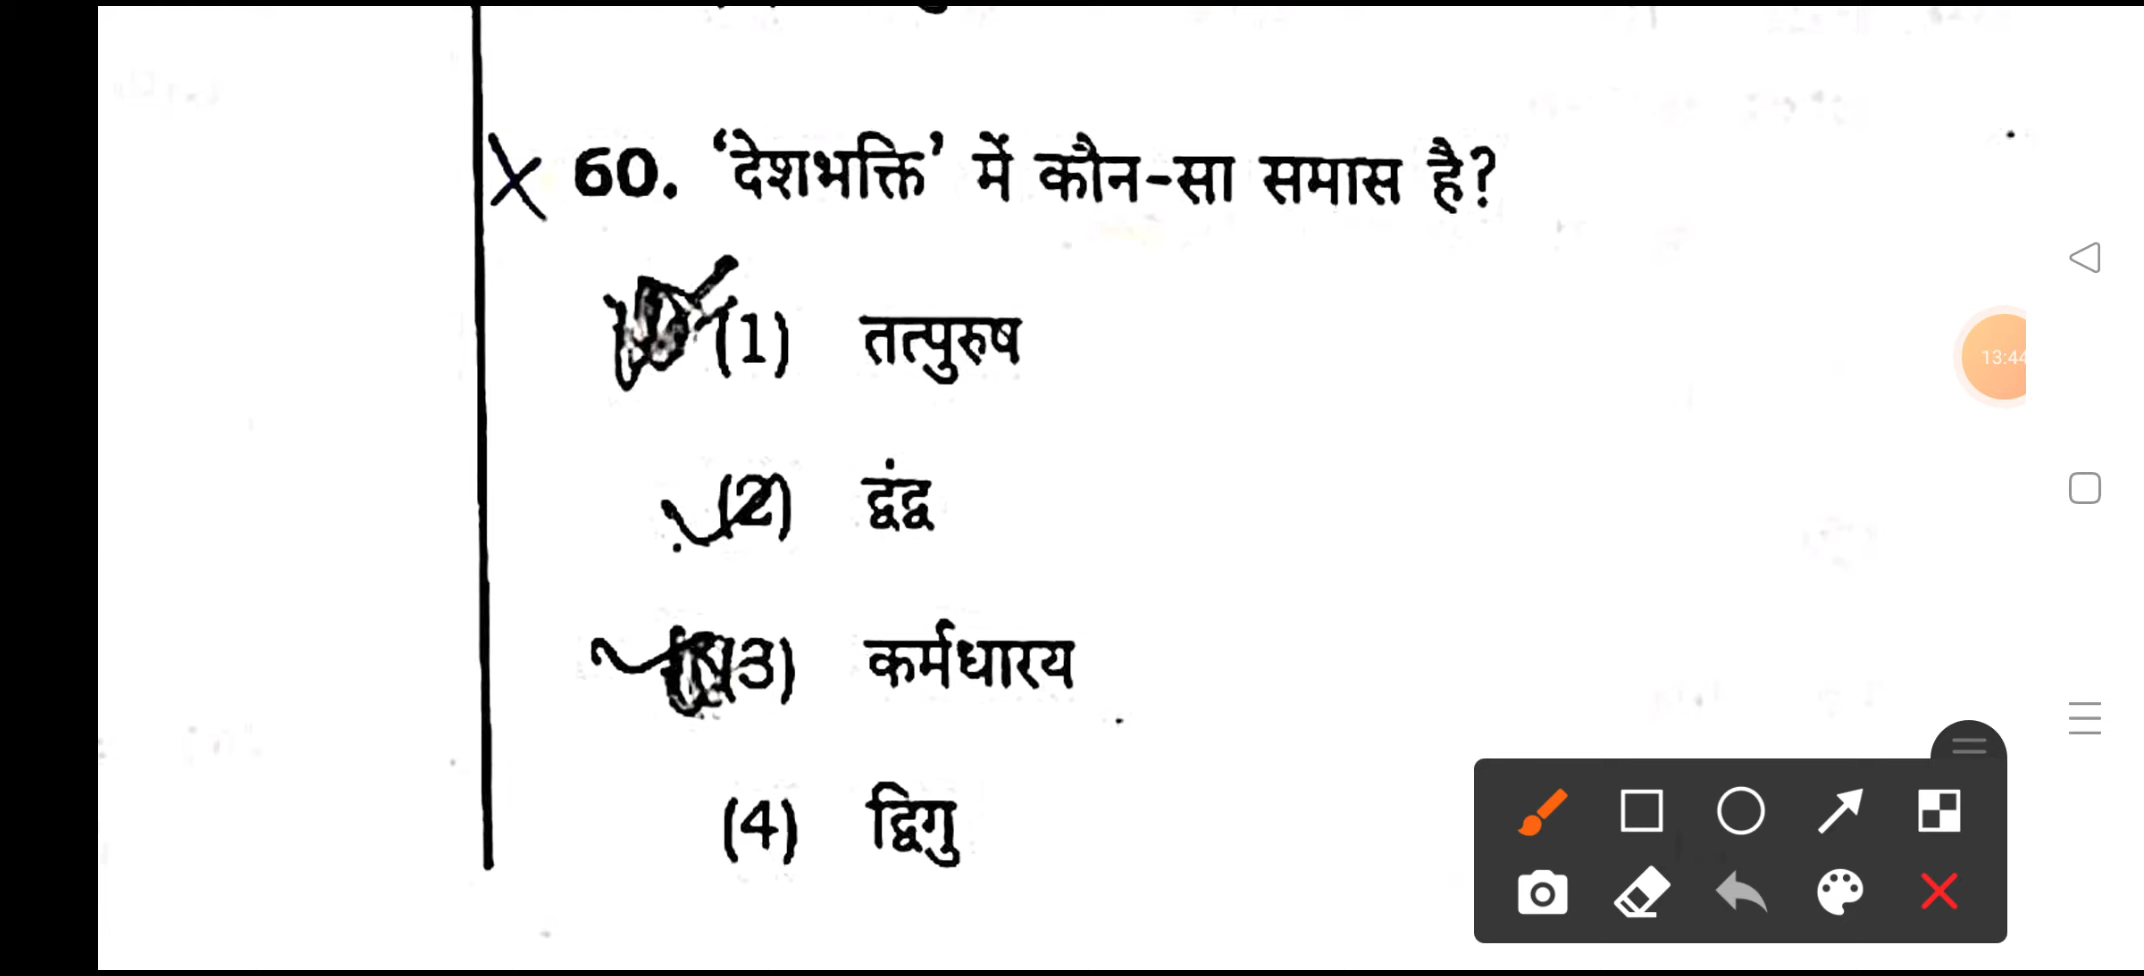 60. ‘देशभक्ति’ में कौन-सा समास है?
(1) तत्पुरुष
(2) द्वंद्व
(3) कर्मधारय
(4) द्विगु
13:44